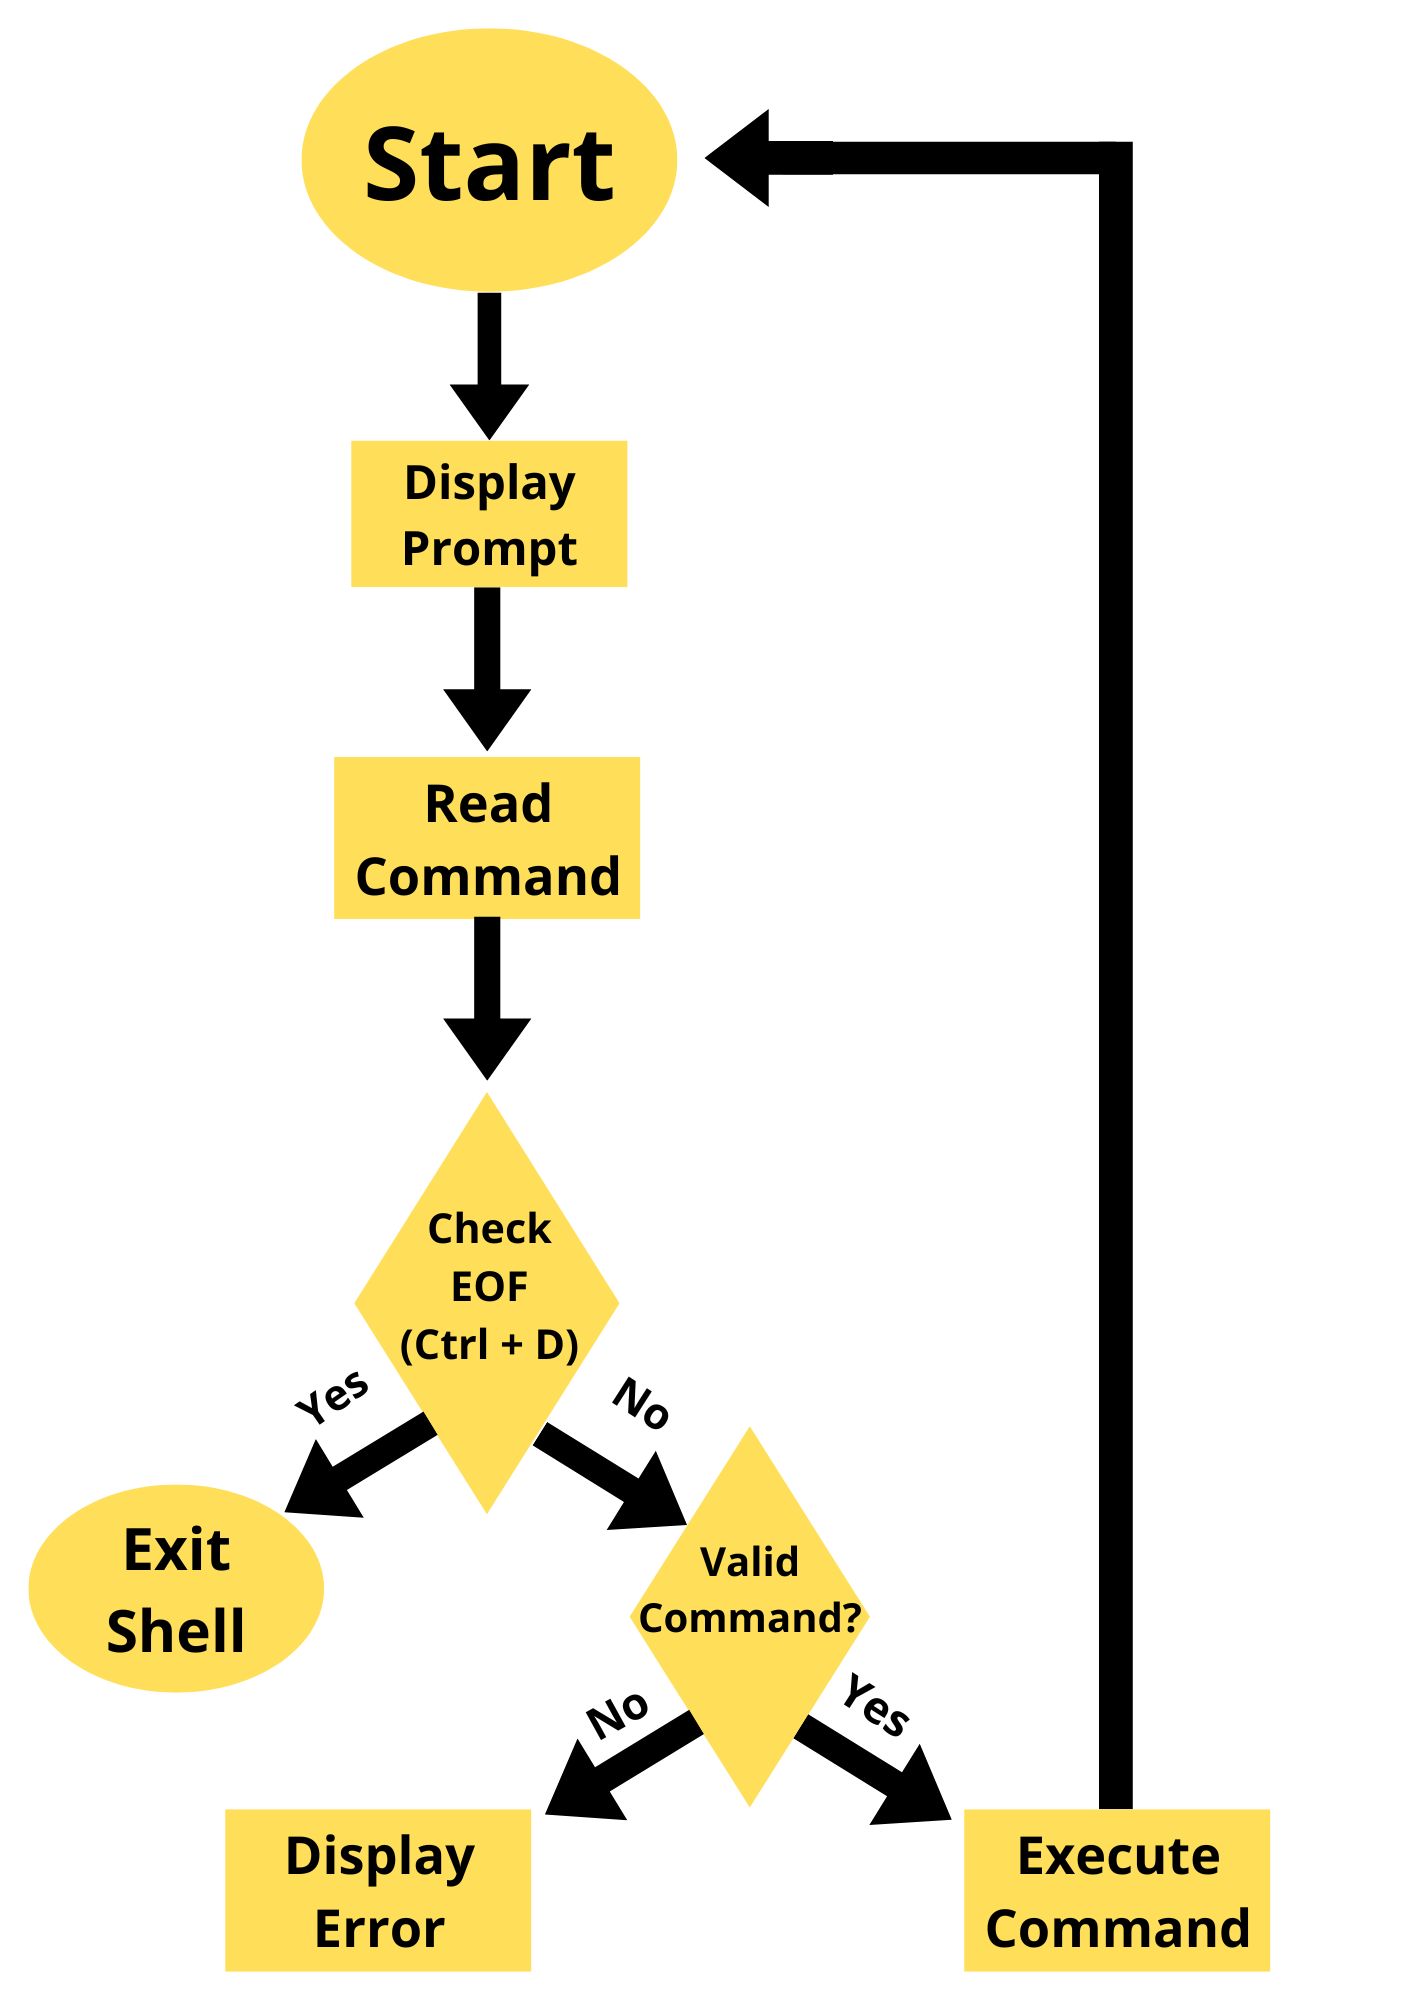 Start
Display
Prompt
Read
Command
Check
EOF
(Ctrl + D)
Yes
No
Exit
Shell
Valid
Command?
No
Yes
Display
Error
Execute
Command